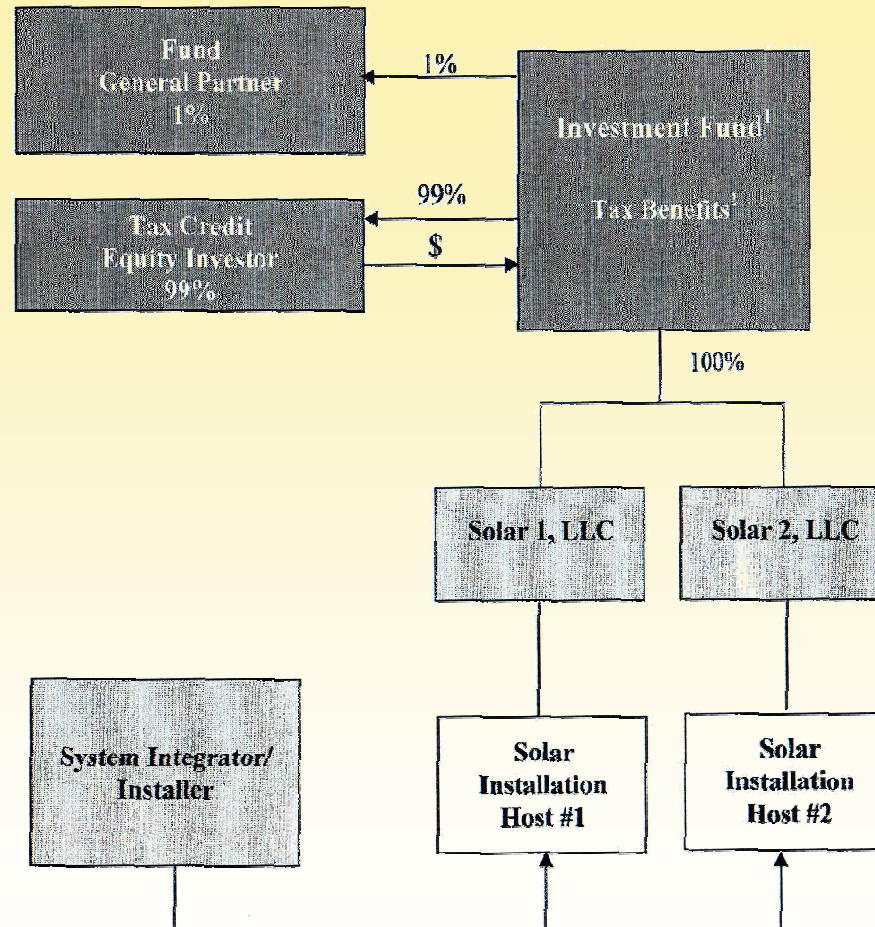 Fund
General Partner
1%
1%
Investment Fund¹
Tax Benefits¹
99%
$
Tax Credit
Equity Investor
99%
100%
Solar 1, LLC
Solar 2, LLC
System Integrator/
Installer
Solar
Installation
Host #1
Solar
Installation
Host #2